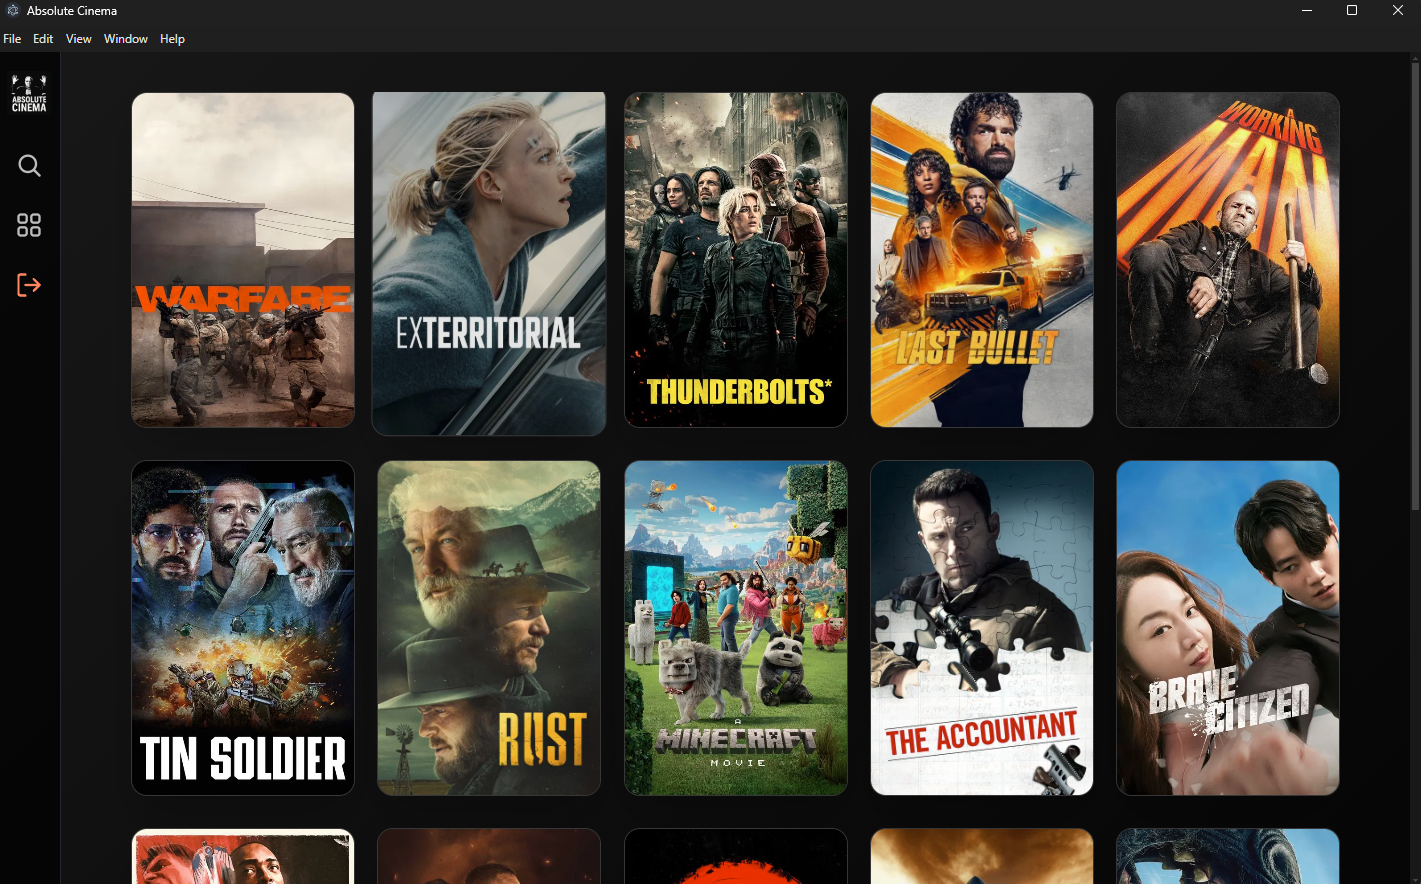 Absolute Cinema
File Edit View Window Help
ABSOLUTE
CINEMA
WARFARE
EXTERRITORIAL
THUNDERBOLTS*
LAST BULLET
A
WORKING
MAN
TIN SOLDIER
RUST
A
MINECRAFT
MOVIE
THE ACCOUNTANT
BRAVE
CITIZEN